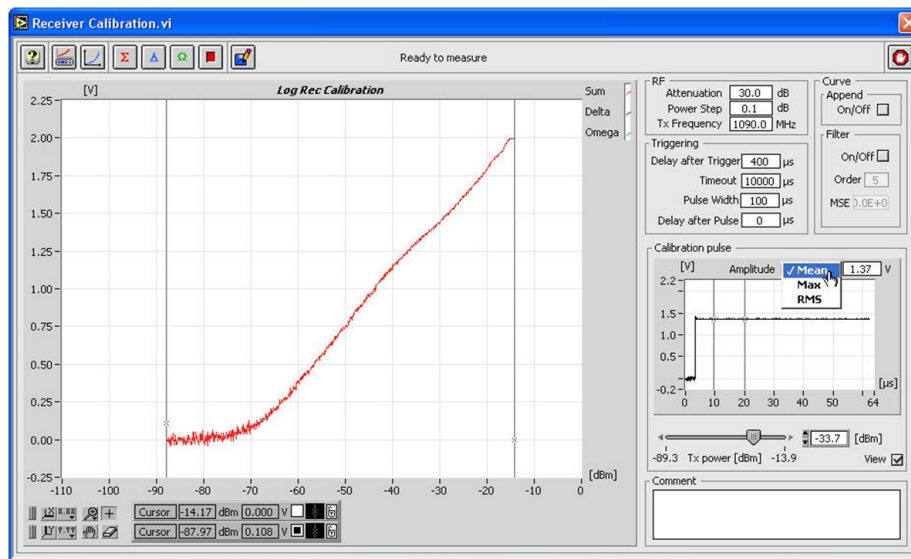 Receiver Calibration.vi
Ready to measure
[V]
Log Rec Calibration
Sum
Delta
Omega
2.25
2.00
1.75
1.50
1.25
1.00
0.75
0.50
0.25
0.00
-0.25
-110 -100 -90 -80 -70 -60 -50 -40 -30 -20 -10 0
[dBm]
Cursor -14.17 dBm 0.000 V
Cursor -87.97 dBm 0.108 V
RF
Attenuation 30.0 dB
Power Step 0.1 dB
Tx Frequency 1090.0 MHz
Curve
Append
On/Off
Filter
On/Off
Order 5
MSE 0.0E+0
Triggering
Delay after Trigger 400 µs
Timeout 10000 µs
Pulse Width 100 µs
Delay after Pulse 0 µs
Calibration pulse
[V]
Amplitude Mean 1.37 V
Max
RMS
2.2
1.5
1.0
0.5
-0.2
0 10 20 30 40 50 64
[µs]
-33.7 [dBm]
-89.3 Tx power [dBm] -13.9
View
Comment